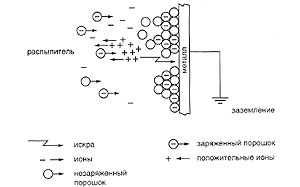 распылитель
металл
заземление
искра
ионы
незаряженный
порошок
заряженный порошок
положительные ионы